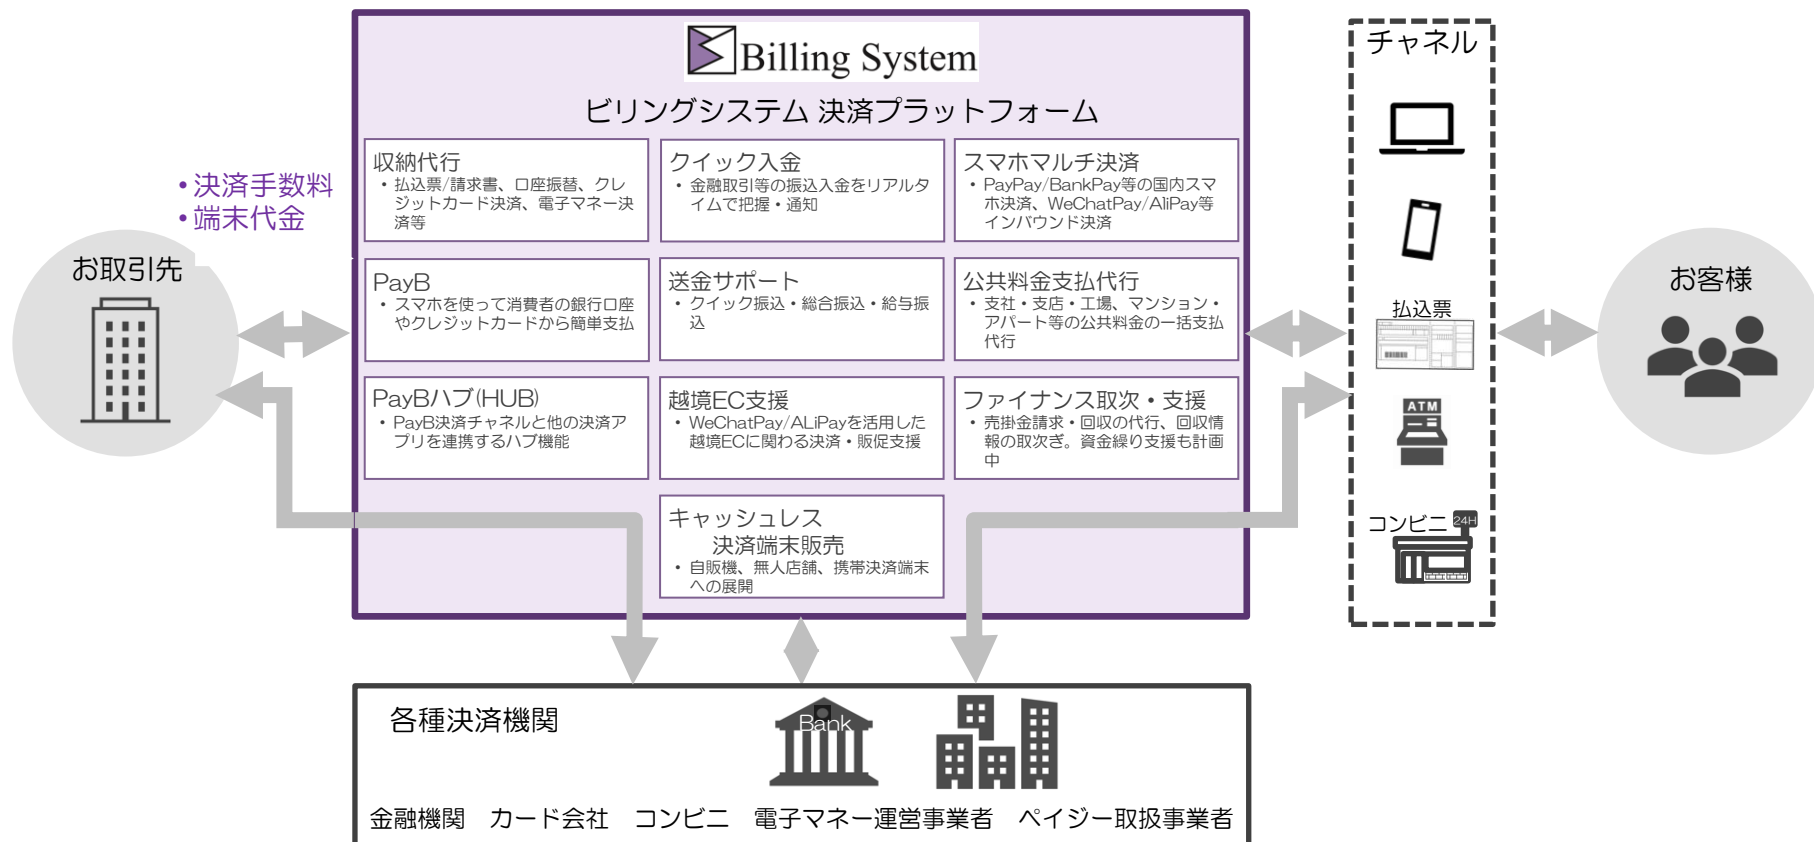 Billing System
ビリングシステム 決済プラットフォーム
チャネル
・決済手数料
・端末代金
お取引先
収納代行
・払込票/請求書、口座振替、クレ
ジットカード決済、電子マネー決
済等
クイック入金
・金融取引等の振込入金をリアルタ
イムで把握・通知
スマホマルチ決済
・PayPay/BankPay等の国内スマ
ホ決済、WeChatPay/AliPay等
インバウンド決済
PayB
・スマホを使って消費者の銀行口座
やクレジットカードから簡単支払
送金サポート
・クイック振込・総合振込・給与振
込
公共料金支払代行
・支社・支店・工場、マンション・
アパート等の公共料金の一括支払
代行
PayBハブ(HUB)
・PayB決済チャネルと他の決済ア
プリを連携するハブ機能
越境EC支援
・WeChatPay/ALiPayを活用した
越境ECに関わる決済・販促支援
ファイナンス取次・支援
・売掛金請求・回収の代行、回収情
報の取次ぎ。資金繰り支援も計画
中
キャッシュレス
決済端末販売
・自販機、無人店舗、携帯決済端末
への展開
払込票
ATM
コンビニ
24H
お客様
各種決済機関
Bank
金融機関 カード会社 コンビニ 電子マネー運営事業者 ペイジー取扱事業者